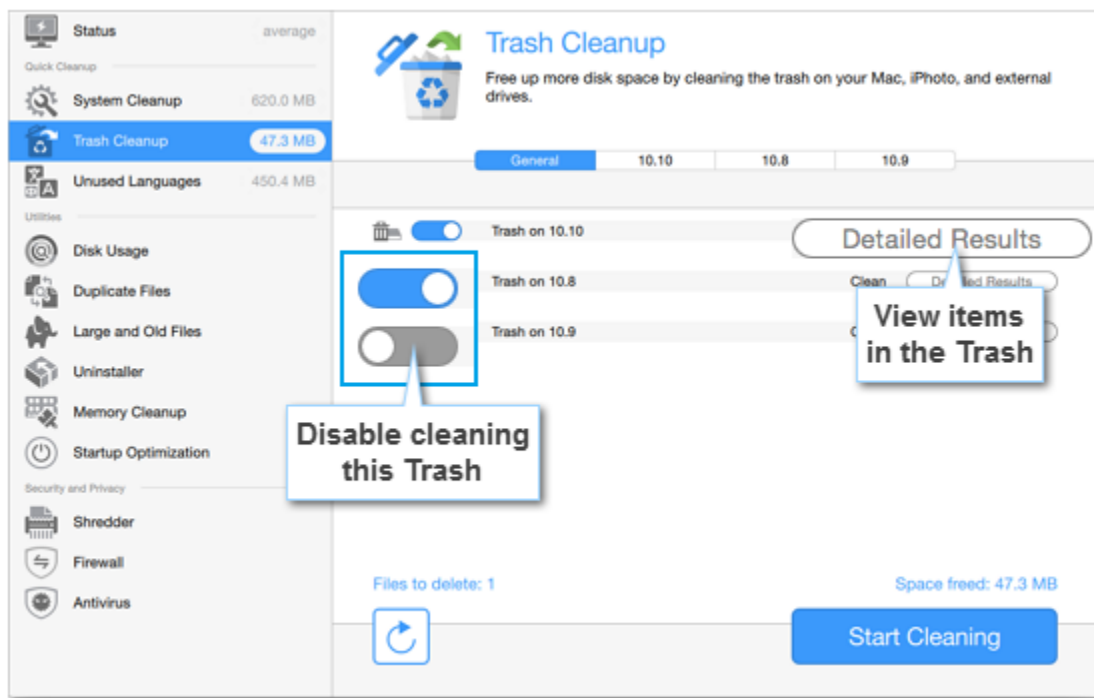 Status average
Quick Cleanup
System Cleanup 620.0 MB
Trash Cleanup 47.3 MB
Unused Languages 450.4 MB
Utilities
Disk Usage
Duplicate Files
Large and Old Files
Uninstaller
Memory Cleanup
Startup Optimization
Security and Privacy
Shredder
Firewall
Antivirus
Trash Cleanup
Free up more disk space by cleaning the trash on your Mac, iPhoto, and external
drives.
General 10.10 10.8 10.9
Trash on 10.10
Detailed Results
Trash on 10.8 Clean Results
Trash on 10.9
View items
in the Trash
Disable cleaning
this Trash
Files to delete: 1 Space freed: 47.3 MB
Start Cleaning